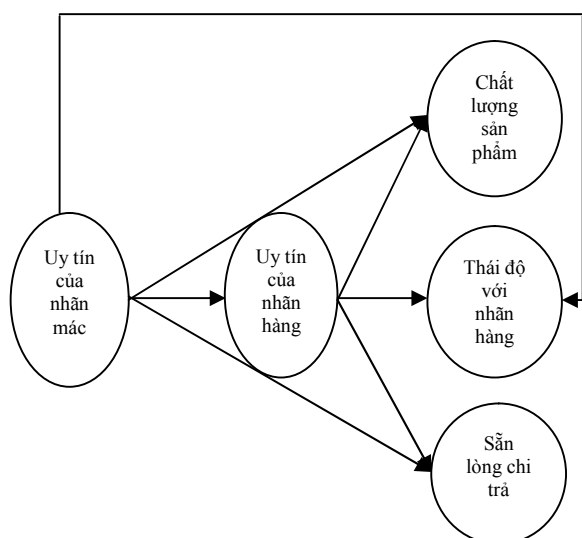 Chất
lượng
sản
phẩm
Uy tín
của
nhãn
mác
Uy tín
của
nhãn
hàng
Thái độ
với
nhãn
hàng
Sẵn
lòng chi
trả